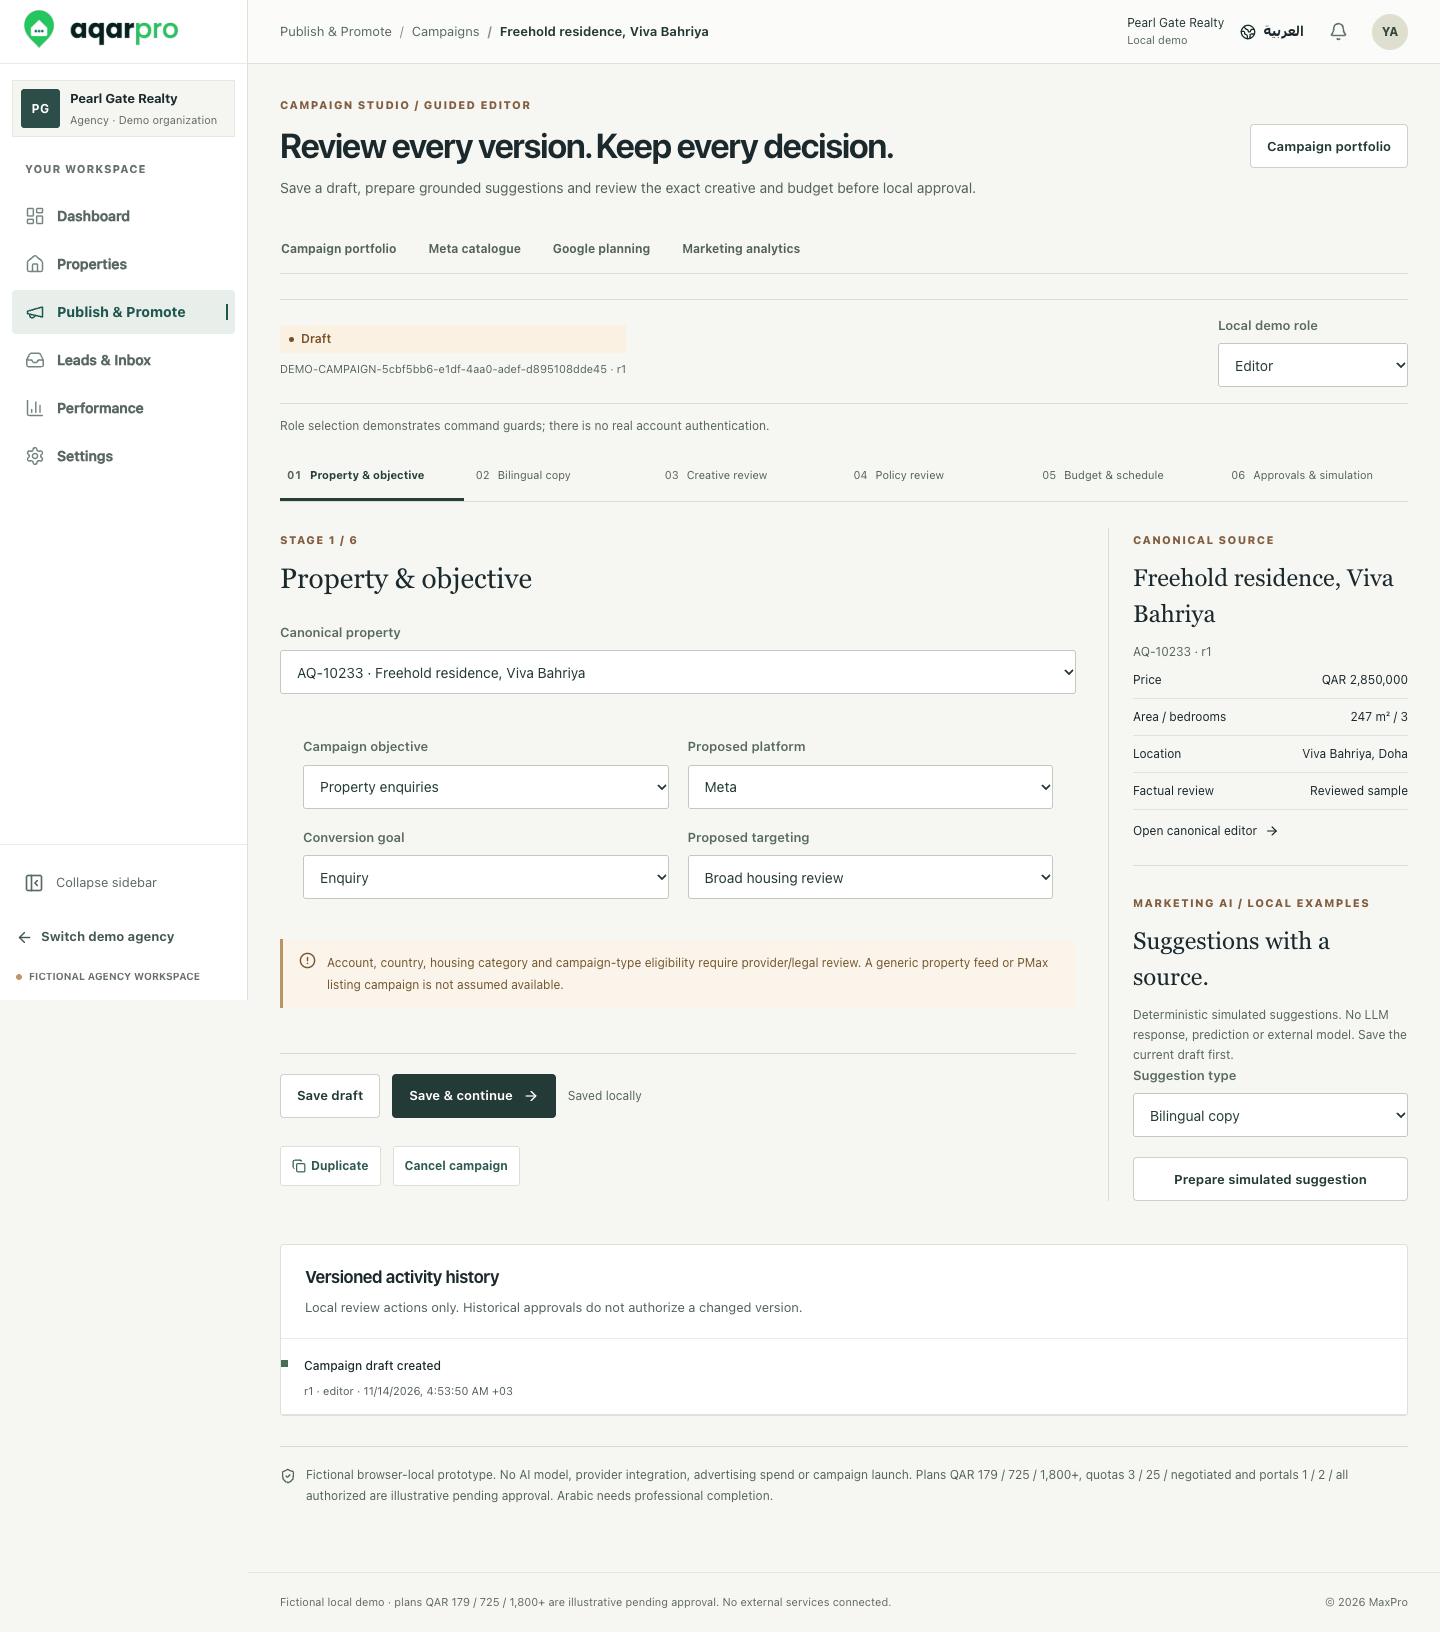 aqarpro
Publish & Promote / Campaigns / Freehold residence, Viva Bahriya
Pearl Gate Realty
Local demo
العربية
YA
PG
Pearl Gate Realty
Agency · Demo organization
YOUR WORKSPACE
Dashboard
Properties
Publish & Promote
Leads & Inbox
Performance
Settings
Collapse sidebar
Switch demo agency
FICTIONAL AGENCY WORKSPACE
CAMPAIGN STUDIO / GUIDED EDITOR
Review every version. Keep every decision.
Save a draft, prepare grounded suggestions and review the exact creative and budget before local approval.
Campaign portfolio
Campaign portfolio Meta catalogue Google planning Marketing analytics
Draft
DEMO-CAMPAIGN-5cbf5bb6-e1df-4aa0-adef-d895108dde45 · r1
Local demo role
Editor
Role selection demonstrates command guards; there is no real account authentication.
01 Property & objective 02 Bilingual copy 03 Creative review 04 Policy review 05 Budget & schedule 06 Approvals & simulation
STAGE 1 / 6
Property & objective
Canonical property
AQ-10233 · Freehold residence, Viva Bahriya
Campaign objective
Property enquiries
Proposed platform
Meta
Conversion goal
Enquiry
Proposed targeting
Broad housing review
Account, country, housing category and campaign-type eligibility require provider/legal review. A generic property feed or PMax
listing campaign is not assumed available.
Save draft
Save & continue
Saved locally
Duplicate
Cancel campaign
CANONICAL SOURCE
Freehold residence, Viva
Bahriya
AQ-10233 · r1
Price QAR 2,850,000
Area / bedrooms 247 m² / 3
Location Viva Bahriya, Doha
Factual review Reviewed sample
Open canonical editor
MARKETING AI / LOCAL EXAMPLES
Suggestions with a
source.
Deterministic simulated suggestions. No LLM
response, prediction or external model. Save the
current draft first.
Suggestion type
Bilingual copy
Prepare simulated suggestion
Versioned activity history
Local review actions only. Historical approvals do not authorize a changed version.
Campaign draft created
r1 · editor · 11/14/2026, 4:53:50 AM +03
Fictional browser-local prototype. No AI model, provider integration, advertising spend or campaign launch. Plans QAR 179 / 725 / 1,800+, quotas 3 / 25 / negotiated and portals 1 / 2 / all
authorized are illustrative pending approval. Arabic needs professional completion.
Fictional local demo · plans QAR 179 / 725 / 1,800+ are illustrative pending approval. No external services connected.
© 2026 MaxPro